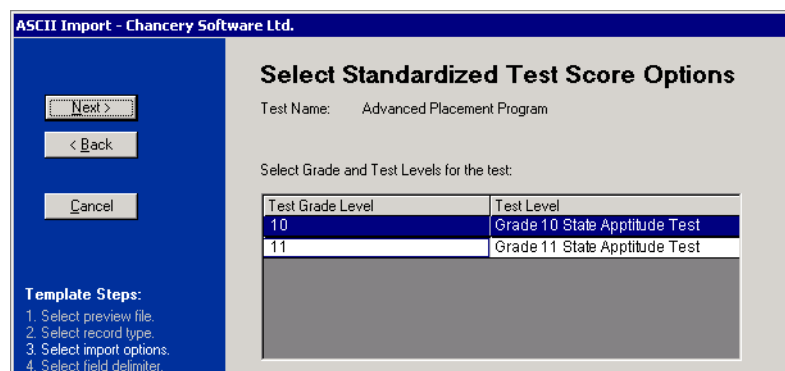 ASCII Import - Chancery Software Ltd.
Select Standardized Test Score Options
Next >
Test Name: Advanced Placement Program
< Back
Select Grade and Test Levels for the test:
Cancel
Test Grade Level Test Level
10 Grade 10 State Apptitude Test
11 Grade 11 State Apptitude Test
Template Steps:
1. Select preview file.
2. Select record type.
3. Select import options.
4. Select field delimiter.